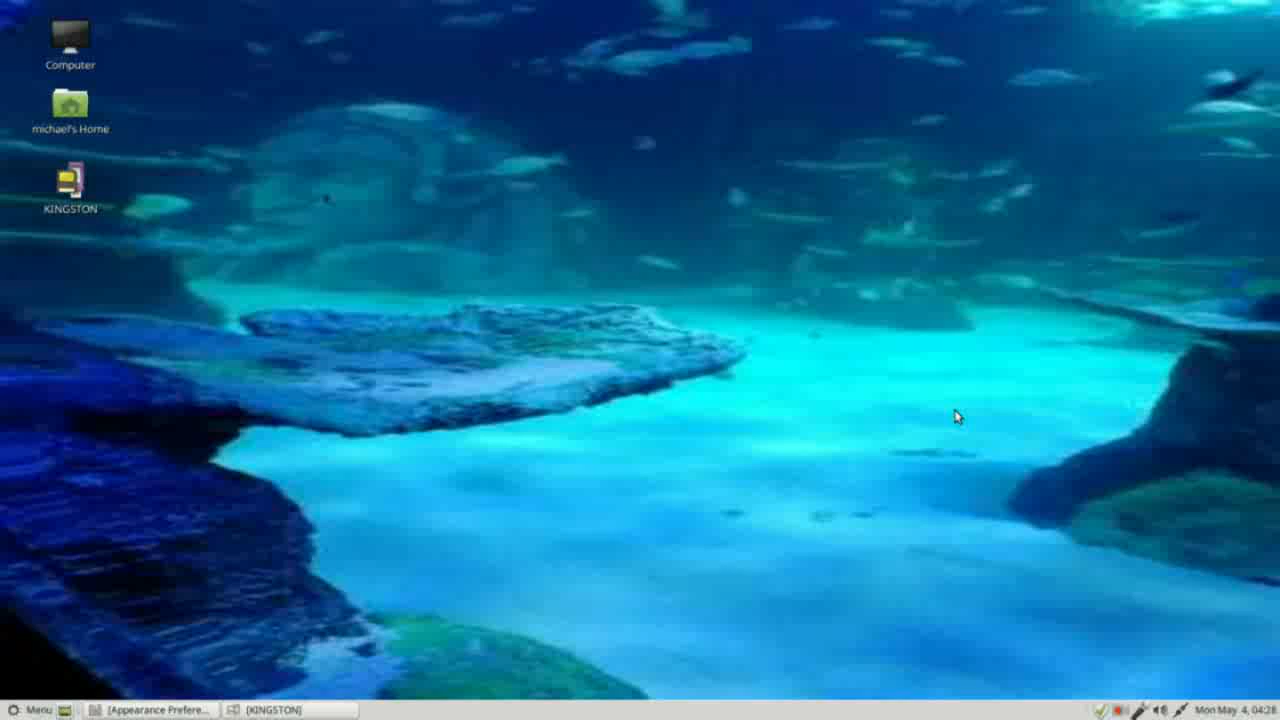 Computer
michael's Home
KINGSTON
Menu
[Appearance Prefere...
[KINGSTON]
Mon May 4, 04:28